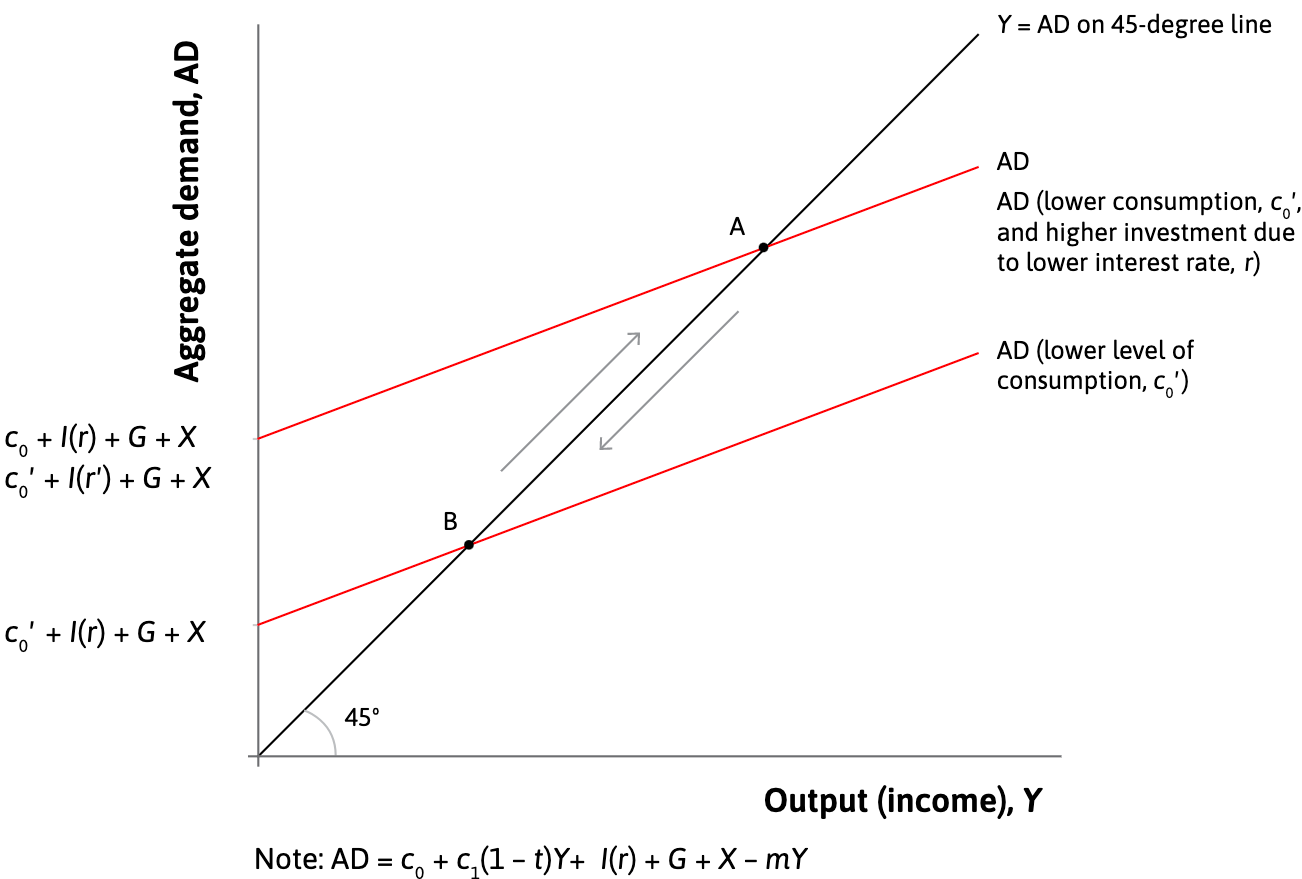 Y = AD on 45-degree line
Aggregate demand, AD
AD
AD (lower consumption, c₀',
and higher investment due
to lower interest rate, r)
A
AD (lower level of
consumption, c₀')
c₀ + I(r) + G + X
c₀' + I(r') + G + X
B
c₀' + I(r) + G + X
45°
Output (income), Y
Note: AD = c₀ + c₁(1 − t)Y+ I(r) + G + X − mY